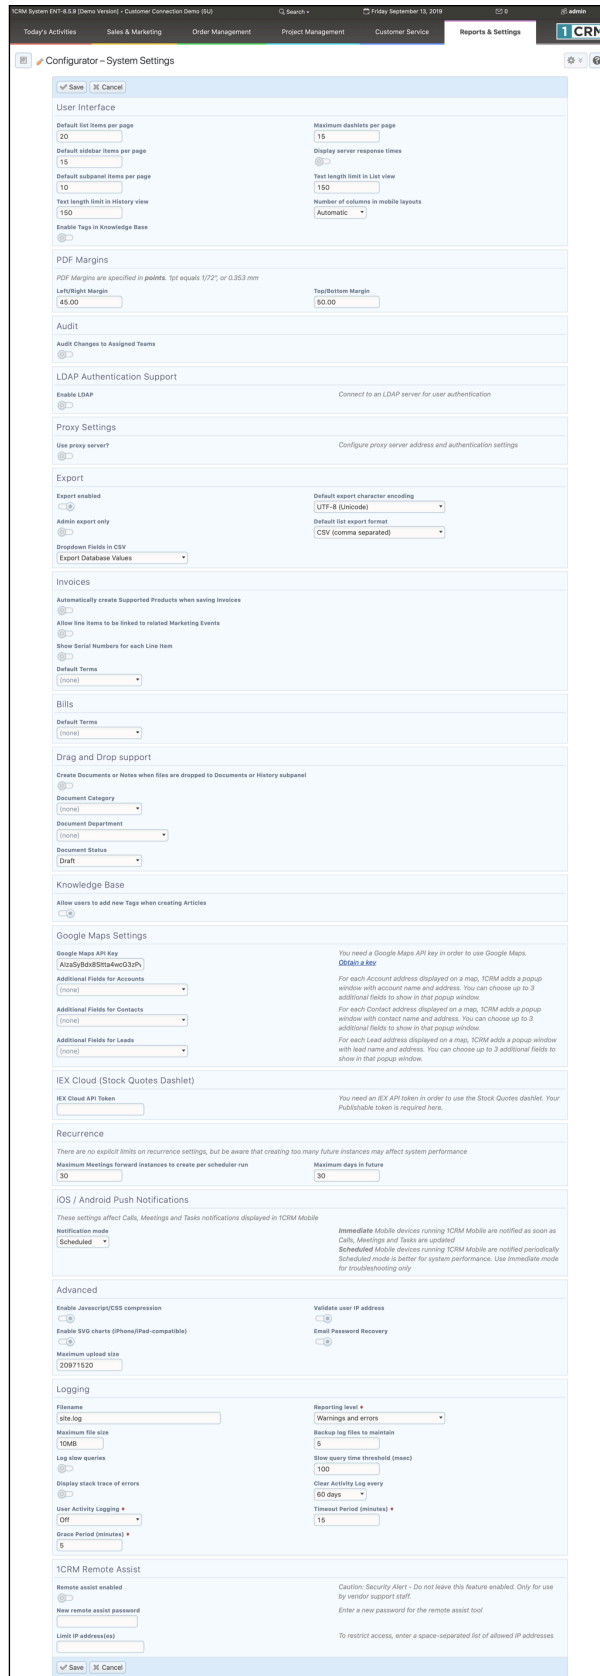 1CRM System ENT-8.5.9 [Demo Version] • Customer Connection Demo (5U)
Search
Friday September 13, 2019
0
admin
Today's Activities
Sales & Marketing
Order Management
Project Management
Customer Service
Reports & Settings
1 CRM
Configurator – System Settings
Save
Cancel
User Interface
Default list items per page
Maximum dashlets per page
20
15
Default sidebar items per page
Display server response times
15
Default subpanel items per page
Text length limit in List view
10
150
Text length limit in History view
Number of columns in mobile layouts
150
Automatic
Enable Tags in Knowledge Base
PDF Margins
PDF Margins are specified in points. 1pt equals 1/72", or 0.353 mm
Left/Right Margin
Top/Bottom Margin
45.00
50.00
Audit
Audit Changes to Assigned Teams
LDAP Authentication Support
Enable LDAP
Connect to an LDAP server for user authentication
Proxy Settings
Use proxy server?
Configure proxy server address and authentication settings
Export
Export enabled
Default export character encoding
UTF-8 (Unicode)
Admin export only
Default list export format
CSV (comma separated)
Dropdown Fields in CSV
Export Database Values
Invoices
Automatically create Supported Products when saving Invoices
Allow line items to be linked to related Marketing Events
Show Serial Numbers for each Line Item
Default Terms
(none)
Bills
Default Terms
(none)
Drag and Drop support
Create Documents or Notes when files are dropped to Documents or History subpanel
Document Category
(none)
Document Department
(none)
Document Status
Draft
Knowledge Base
Allow users to add new Tags when creating Articles
Google Maps Settings
Google Maps API Key
You need a Google Maps API key in order to use Google Maps.
Obtain a key
Additional Fields for Accounts
(none)
For each Account address displayed on a map, 1CRM adds a popup
window with account name and address. You can choose up to 3
additional fields to show in that popup window.
Additional Fields for Contacts
(none)
For each Contact address displayed on a map, 1CRM adds a popup
window with contact name and address. You can choose up to 3
additional fields to show in that popup window.
Additional Fields for Leads
(none)
For each Lead address displayed on a map, 1CRM adds a popup window
with lead name and address. You can choose up to 3 additional fields to
show in that popup window.
IEX Cloud (Stock Quotes Dashlet)
IEX Cloud API Token
You need an IEX API token in order to use the Stock Quotes dashlet. Your
Publishable token is required here.
Recurrence
There are no explicit limits on recurrence settings, but be aware that creating too many future instances may affect system performance
Maximum Meetings forward instances to create per scheduler run
Maximum days in future
30
30
iOS / Android Push Notifications
These settings affect Calls, Meetings and Tasks notifications displayed in 1CRM Mobile
Notification mode
Scheduled
Immediate Mobile devices running 1CRM Mobile are notified as soon as
Calls, Meetings and Tasks are updated
Scheduled Mobile devices running 1CRM Mobile are notified periodically
Scheduled mode is better for system performance. Use immediate mode
for troubleshooting only
Advanced
Enable Javascript/CSS compression
Validate user IP address
Enable SVG charts (iPhone/iPad-compatible)
Email Password Recovery
Maximum upload size
20971520
Logging
Filename
Reporting level •
site.log
Warnings and errors
Maximum file size
Backup log files to maintain
10MB
5
Log slow queries
Slow query time threshold (msec)
100
Display stack trace of errors
Clear Activity Log every
60 days
User Activity Logging •
Timeout Period (minutes) •
Off
15
Grace Period (minutes) •
5
1CRM Remote Assist
Remote assist enabled
Caution: Security Alert - Do not leave this feature enabled. Only for use
by vendor support staff.
New remote assist password
Enter a new password for the remote assist tool
Limit IP address(es)
To restrict access, enter a space-separated list of allowed IP addresses
Save
Cancel